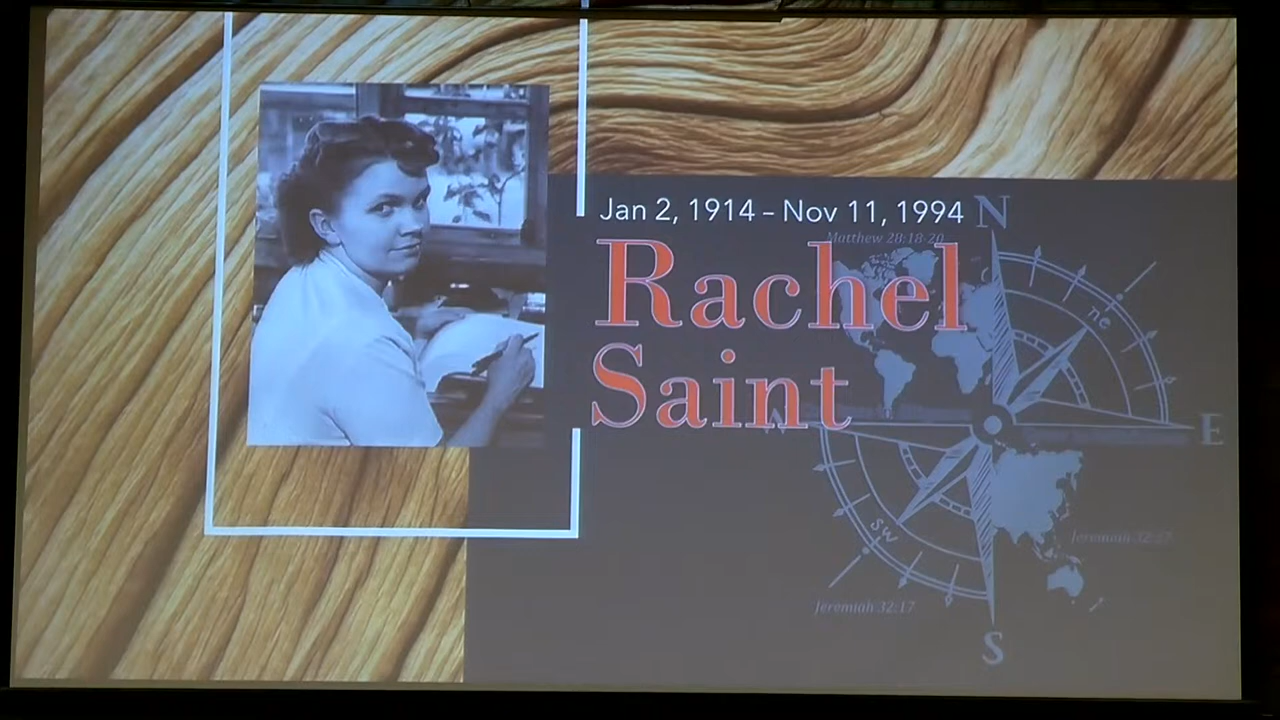 Jan 2, 1914 – Nov 11, 1994
N
Matthew 28:18-20
Rachel
ne
Saint
W
E
sw
Jeremiah 32:17
Jeremiah 32:17
S